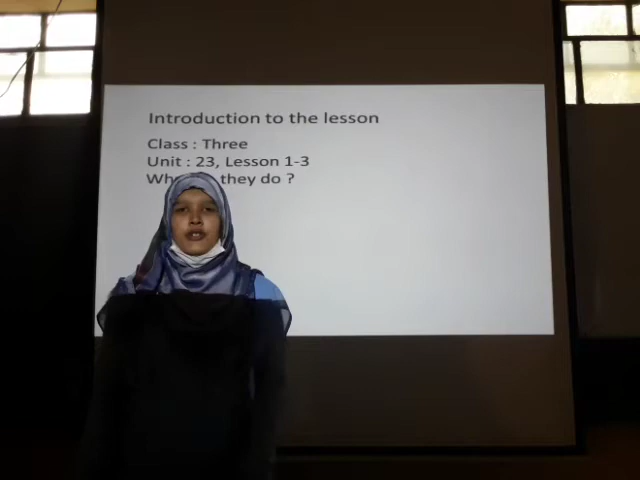 Introduction to the lesson
Class : Three
Unit : 23, Lesson 1-3
they do ?